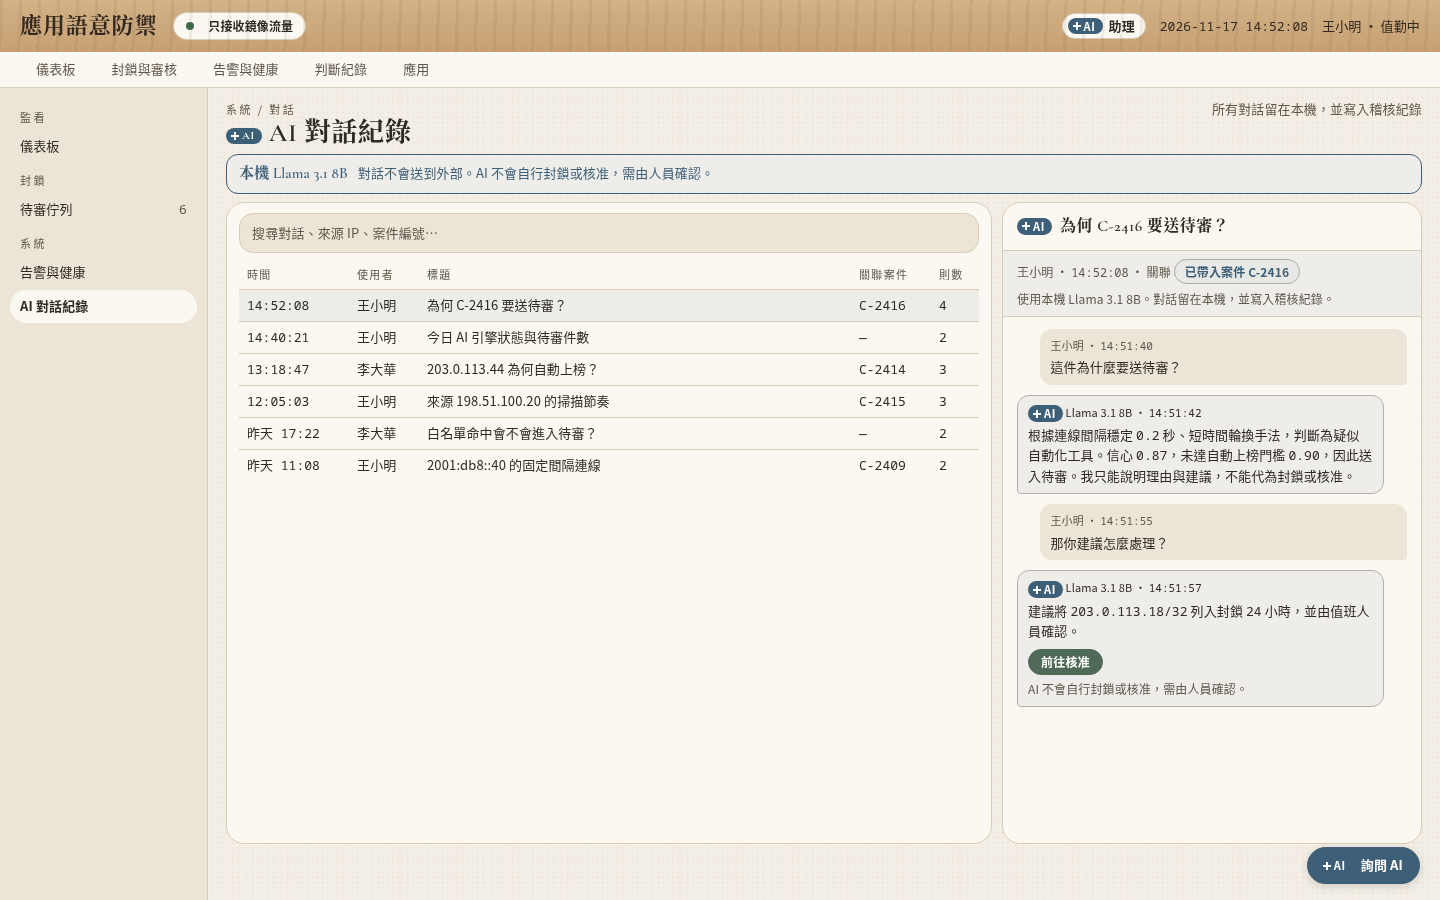 應用語意防禦
只接收鏡像流量
AI 助理
2026-11-17 14:52:08
王小明 · 值勤中
儀表板
封鎖與審核
告警與健康
判斷紀錄
應用
監看
儀表板
封鎖
待審佇列 6
系統
告警與健康
AI 對話紀錄
系統 / 對話
AI AI 對話紀錄
所有對話留在本機，並寫入稽核紀錄
本機 Llama 3.1 8B 對話不會送到外部。AI 不會自行封鎖或核准，需由人員確認。
搜尋對話、來源 IP、案件編號…
時間 使用者 標題 關聯案件 則數
14:52:08 王小明 為何 C-2416 要送待審？ C-2416 4
14:40:21 王小明 今日 AI 引擎狀態與待審件數 — 2
13:18:47 李大華 203.0.113.44 為何自動上榜？ C-2414 3
12:05:03 王小明 來源 198.51.100.20 的掃描節奏 C-2415 3
昨天 17:22 李大華 白名單命中會不會進入待審？ — 2
昨天 11:08 王小明 2001:db8::40 的固定間隔連線 C-2409 2
AI 為何 C-2416 要送待審？
王小明 · 14:52:08 · 關聯 已帶入案件 C-2416
使用本機 Llama 3.1 8B。對話留在本機，並寫入稽核紀錄。
王小明 · 14:51:40
這件為什麼要送待審？
AI Llama 3.1 8B · 14:51:42
根據連線間隔穩定 0.2 秒、短時間輪換手法，判斷為疑似
自動化工具。信心 0.87，未達自動上榜門檻 0.90，因此送
入待審。我只能說明理由與建議，不能代為封鎖或核准。
王小明 · 14:51:55
那你建議怎麼處理？
AI Llama 3.1 8B · 14:51:57
建議將 203.0.113.18/32 列入封鎖 24 小時，並由值班人
員確認。
前往核准
AI 不會自行封鎖或核准，需由人員確認。
AI 詢問 AI